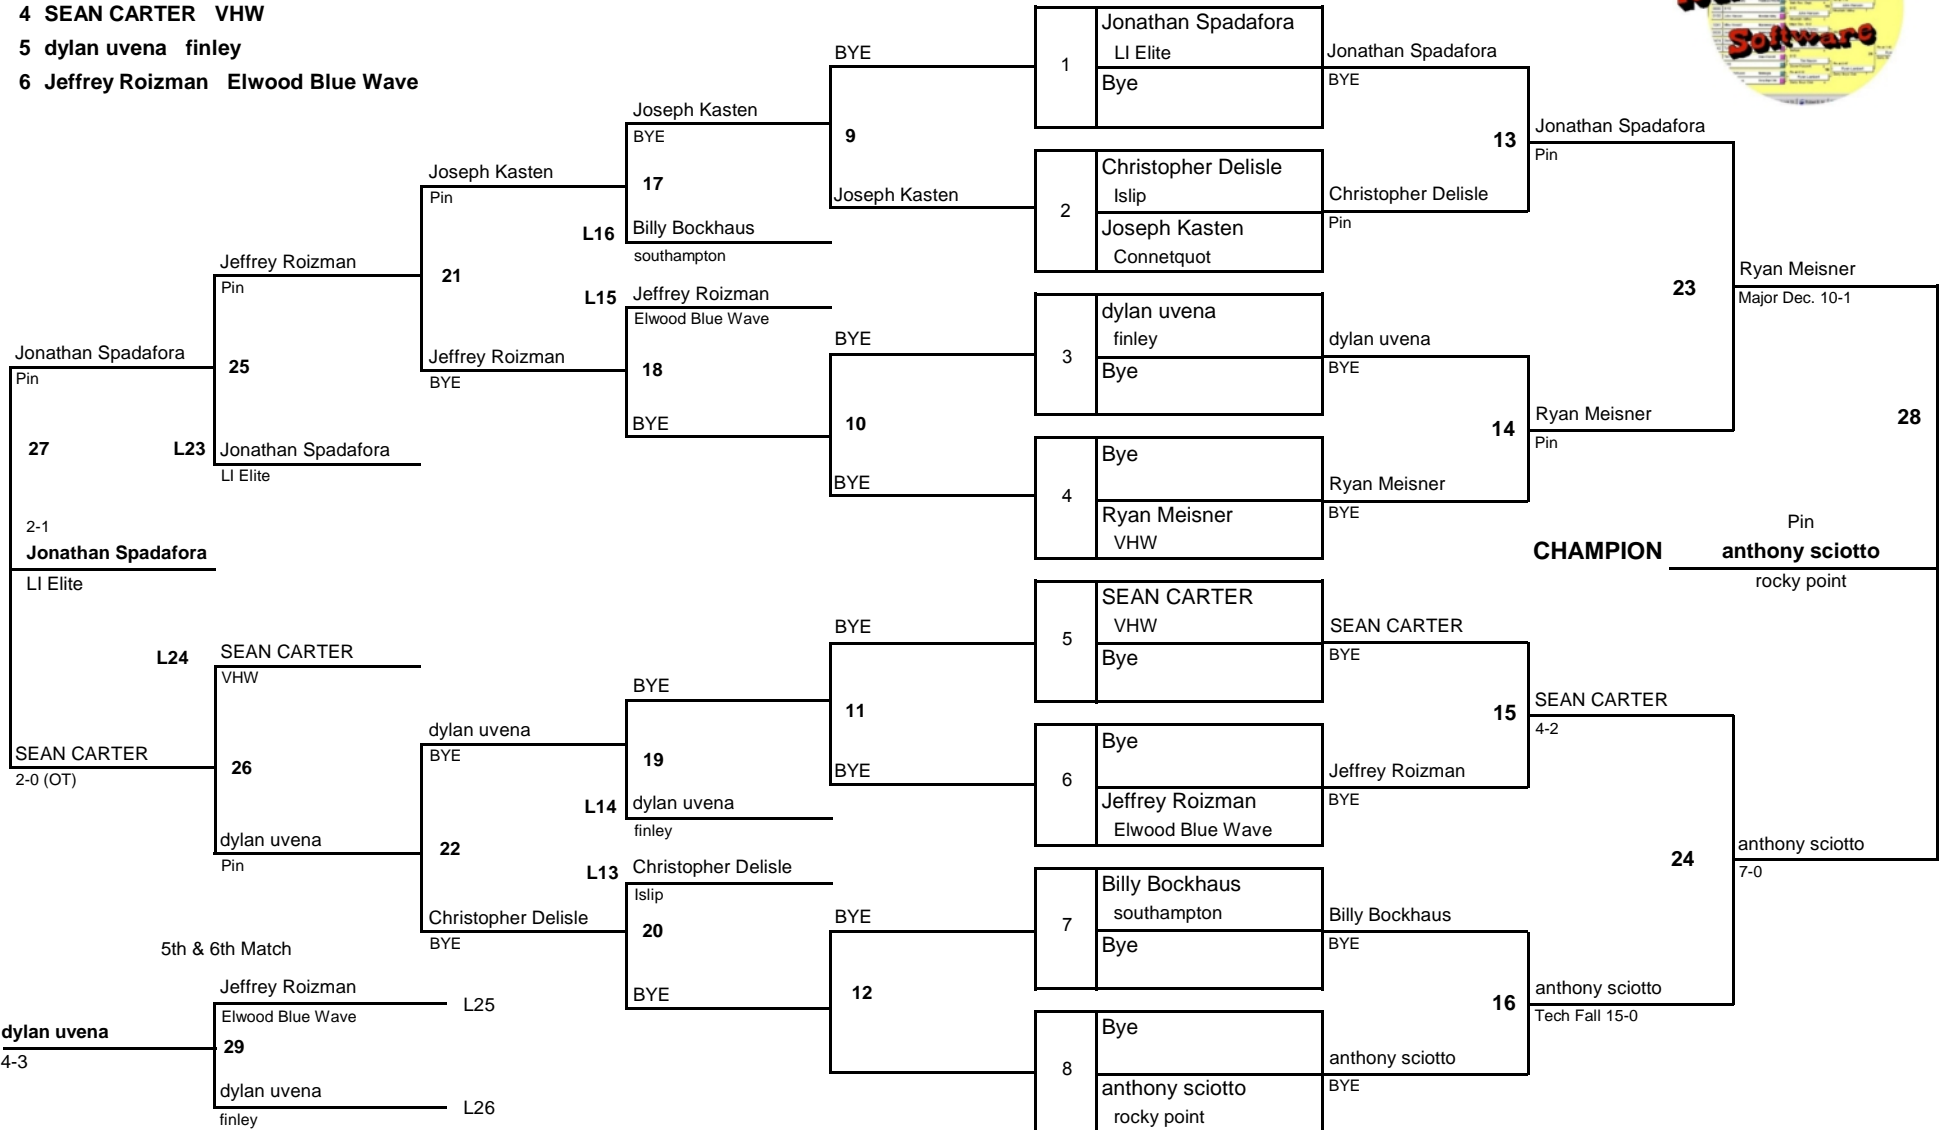 4 SEAN CARTER VHW
5 dylan uvena finley
6 Jeffrey Roizman Elwood Blue Wave
Software
1
Jonathan Spadafora
LI Elite
Bye
2
Christopher Delisle
Islip
Joseph Kasten
Connetquot
3
dylan uvena
finley
Bye
4
Bye
Ryan Meisner
VHW
5
SEAN CARTER
VHW
Bye
6
Bye
Jeffrey Roizman
Elwood Blue Wave
7
Billy Bockhaus
southampton
Bye
8
Bye
anthony sciotto
rocky point
Jonathan Spadafora
BYE
13
Christopher Delisle
Pin
dylan uvena
BYE
14
Ryan Meisner
BYE
SEAN CARTER
BYE
15
Jeffrey Roizman
BYE
Billy Bockhaus
BYE
16
anthony sciotto
BYE
Jonathan Spadafora
Pin
23
Ryan Meisner
Pin
SEAN CARTER
4-2
24
anthony sciotto
Tech Fall 15-0
Ryan Meisner
Major Dec. 10-1
28
anthony sciotto
7-0
Pin
CHAMPION anthony sciotto
rocky point
BYE
9
Joseph Kasten
BYE
10
BYE
BYE
11
BYE
BYE
12
Joseph Kasten
BYE
17
L16 Billy Bockhaus
southampton
L15 Jeffrey Roizman
Elwood Blue Wave
18
BYE
BYE
19
L14 dylan uvena
finley
L13 Christopher Delisle
Islip
20
BYE
Joseph Kasten
Pin
21
Jeffrey Roizman
BYE
dylan uvena
BYE
22
Christopher Delisle
BYE
Jeffrey Roizman
Pin
25
L23 Jonathan Spadafora
LI Elite
L24 SEAN CARTER
VHW
26
dylan uvena
Pin
Jonathan Spadafora
Pin
27
2-1
Jonathan Spadafora
LI Elite
SEAN CARTER
2-0 (OT)
5th & 6th Match
Jeffrey Roizman L25
Elwood Blue Wave
29
dylan uvena L26
finley
dylan uvena
4-3